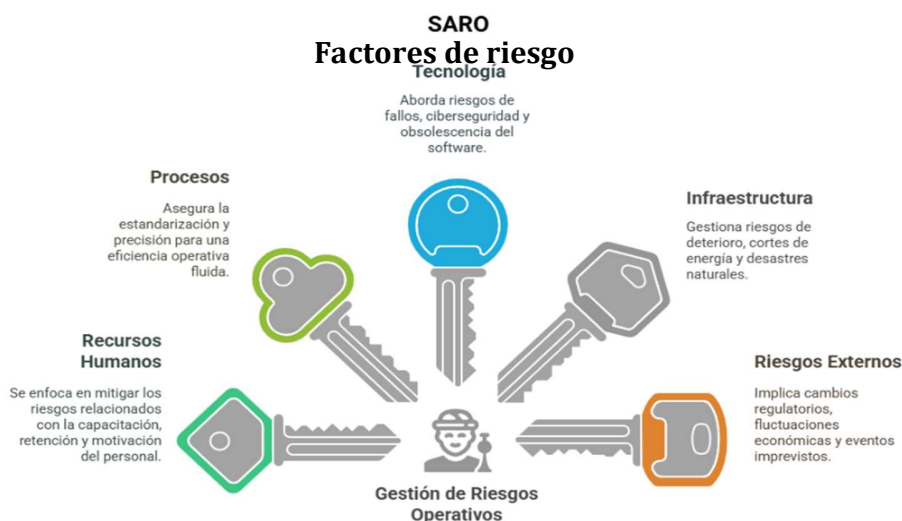 SARO
Factores de riesgo
Tecnología
Aborda riesgos de
fallos, ciberseguridad y
obsolescencia del
software.
Procesos
Asegura la
estandarización y
precisión para una
eficiencia operativa
fluida.
Infraestructura
Gestiona riesgos de
deterioro, cortes de
energía y desastres
naturales.
Recursos
Humanos
Se enfoca en mitigar los
riesgos relacionados
con la capacitación,
retención y motivación
del personal.
Riesgos Externos
Implica cambios
regulatorios,
fluctuaciones
económicas y eventos
imprevistos.
Gestión de Riesgos
Operativos